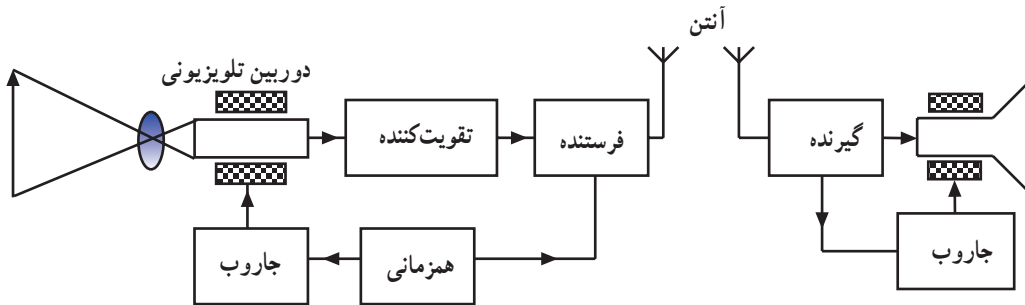 آنتن
دوربین تلویزیونی
تقویت‌کننده
فرستنده
گیرنده
جاروب
همزمانی
جاروب